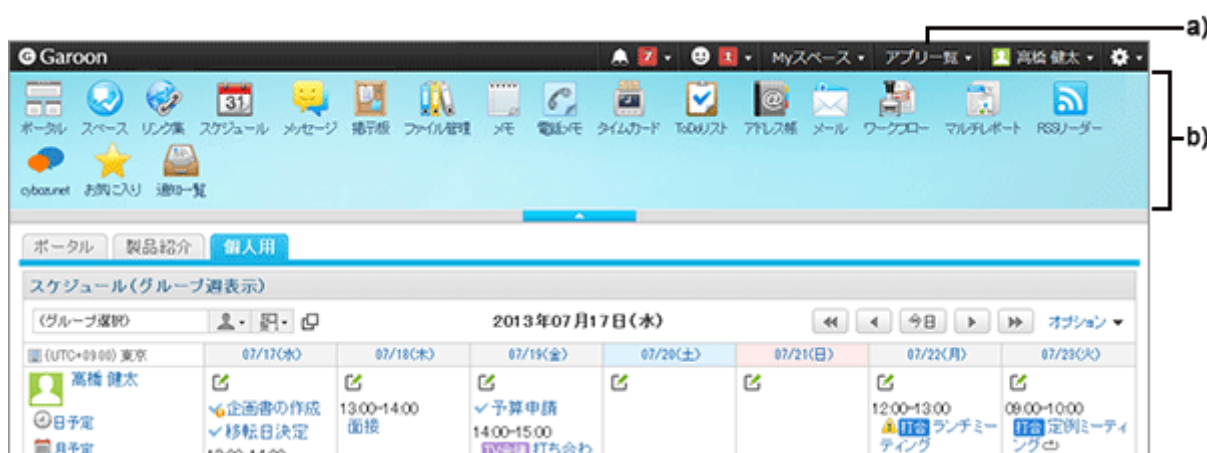 a)
Garoon 7 1 Myスペース アプリ一覧 高橋 健太
b)
31
ポータル スペース リンク集 スケジュール メッセージ 掲示板 ファイル管理 メモ 電話メモ タイムカード ToDoリスト アドレス帳 メール ワークフロー マルチレポート RSSリーダー
cybozu.net お気に入り 通知一覧
ポータル 製品紹介 個人用
スケジュール(グループ週表示)
(グループ選択) 2013年07月17日(水) 今日 オプション
(UTC+09:00) 東京 07/17(水) 07/18(木) 07/19(金) 07/20(土) 07/21(日) 07/22(月) 07/23(火)
高橋 健太
企画書の作成 13:00-14:00 予算申請 12:00-13:00 09:00-10:00
日予定 移転日決定 面接 14:00-15:00 打合 ランチミー 打合 定例ミーティ
月予定 打ち合わ ティング ング